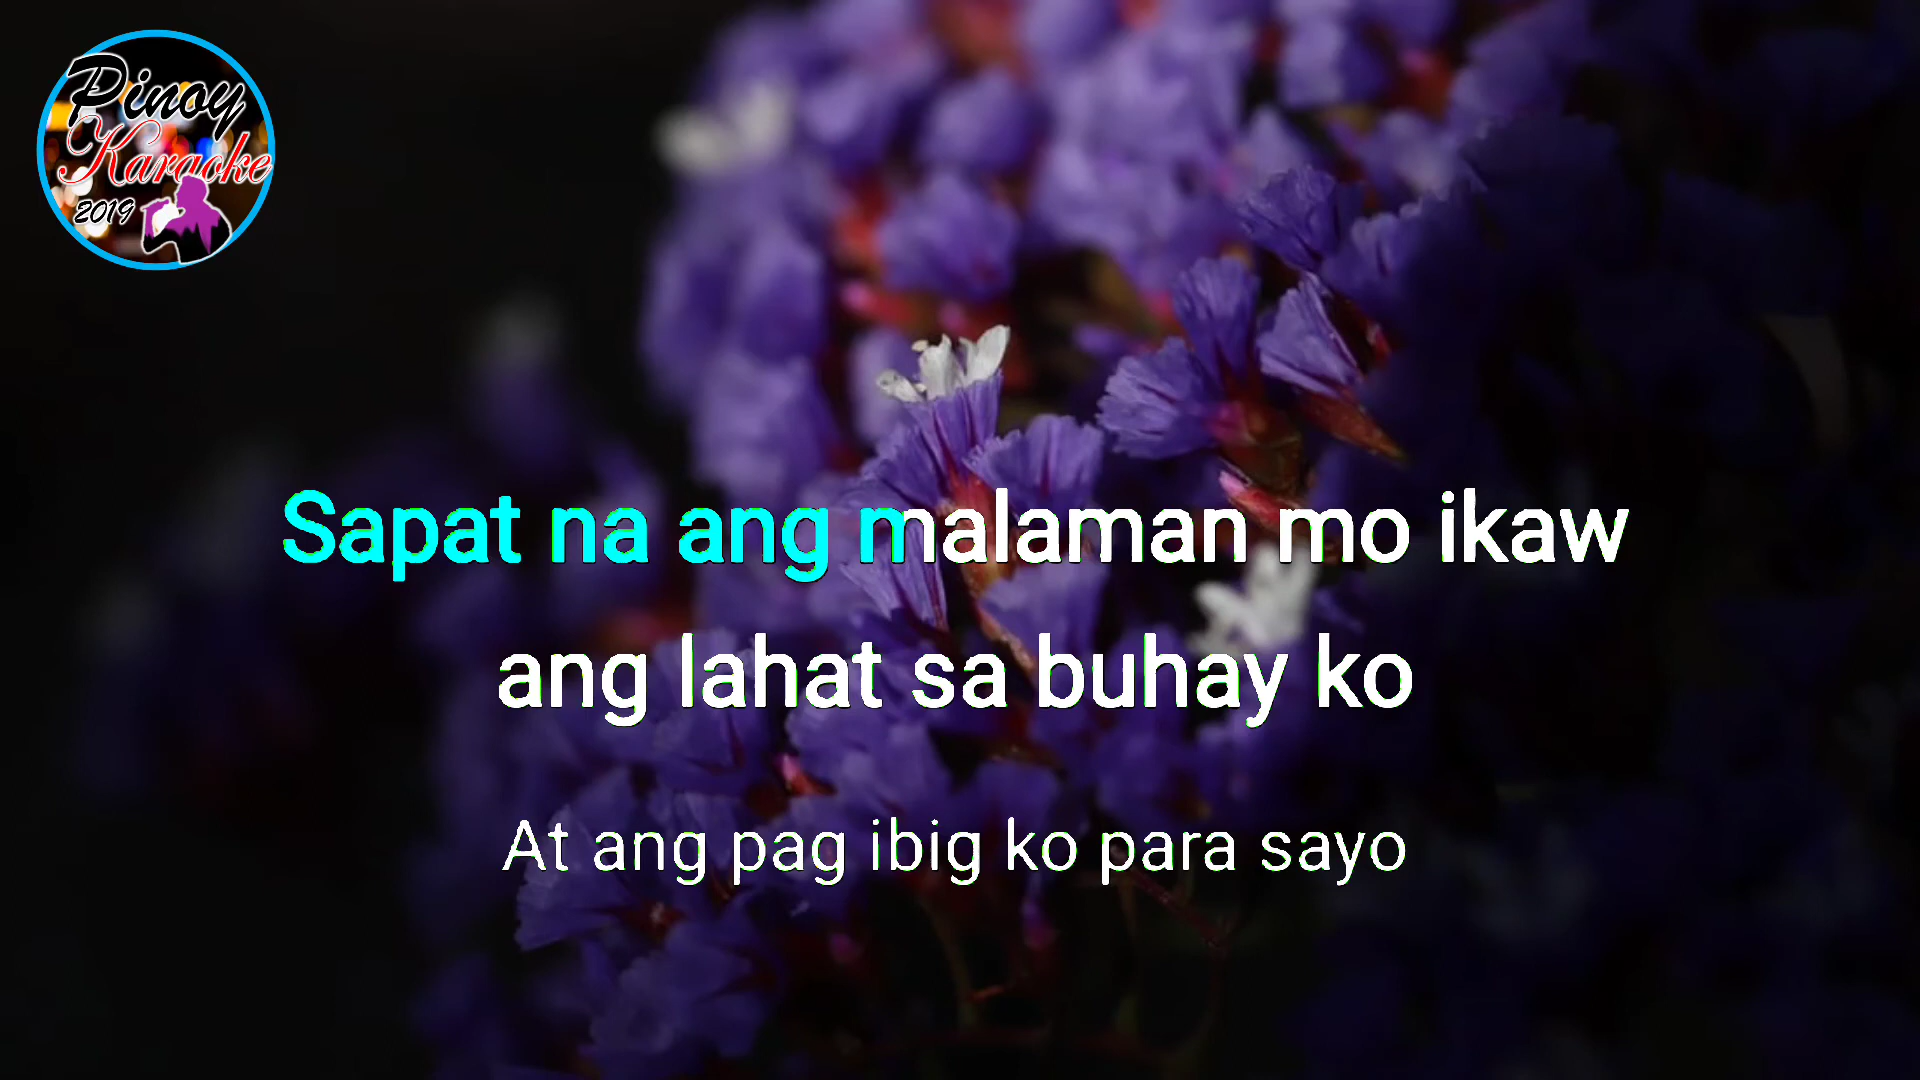 Pinoy
Karaoke
2019
Sapat na ang malaman mo ikaw
ang lahat sa buhay ko
At ang pag ibig ko para sayo